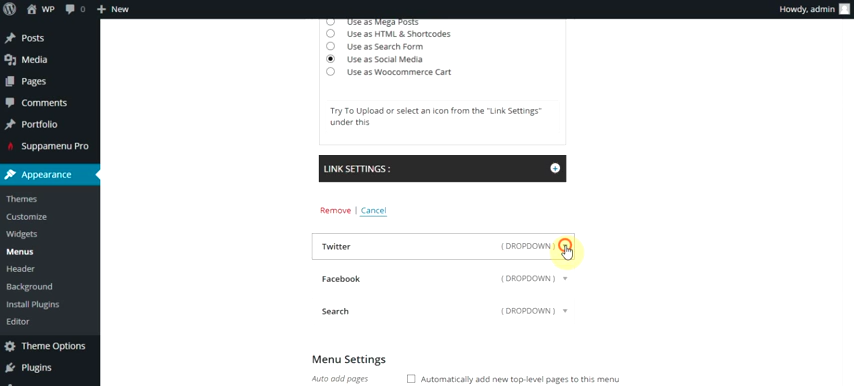 WP 0 + New Howdy, admin
Posts
Media
Pages
Comments
Portfolio
Suppamenu Pro
Appearance
Themes
Customize
Widgets
Menus
Header
Background
Install Plugins
Editor
Theme Options
Plugins
Use as Mega Posts
Use as HTML & Shortcodes
Use as Search Form
Use as Social Media
Use as Woocommerce Cart
Try To Upload or select an icon from the "Link Settings"
under this
LINK SETTINGS :
Remove | Cancel
Twitter ( DROPDOWN )
Facebook ( DROPDOWN )
Search ( DROPDOWN )
Menu Settings
Auto add pages Automatically add new top-level pages to this menu